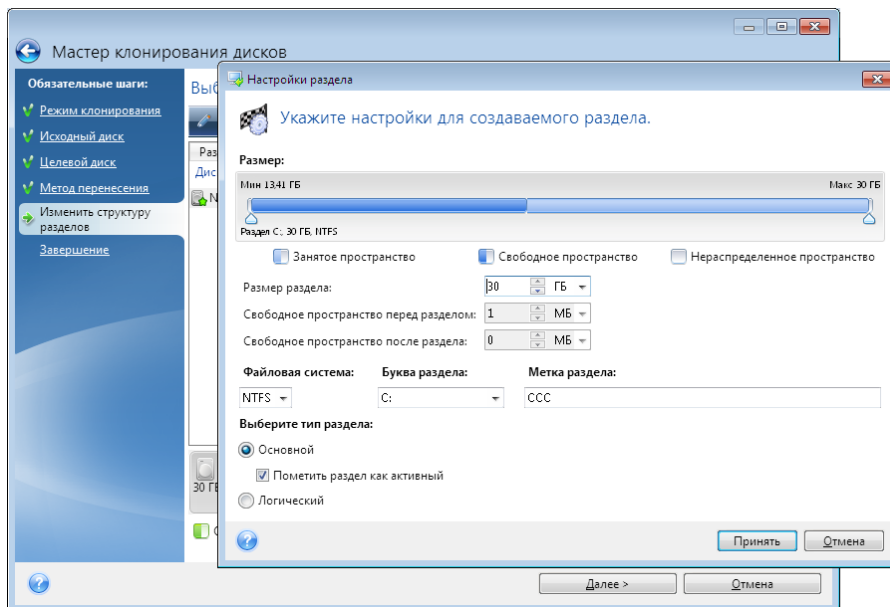 Мастер клонирования дисков
Обязательные шаги:
Режим клонирования
Исходный диск
Целевой диск
Метод перенесения
Изменить структуру
разделов
Завершение
Раз
Дис
N
30 ГБ
Настройки раздела
Укажите настройки для создаваемого раздела.
Размер:
Мин 13,41 ГБ Макс 30 ГБ
Раздел C:, 30 ГБ, NTFS
Занятое пространство Свободное пространство Нераспределенное пространство
Размер раздела: 30 ГБ
Свободное пространство перед разделом: 1 МБ
Свободное пространство после раздела: 0 МБ
Файловая система: Буква раздела: Метка раздела:
NTFS C: CCC
Выберите тип раздела:
Основной
Пометить раздел как активный
Логический
Принять Отмена
Далее > Отмена